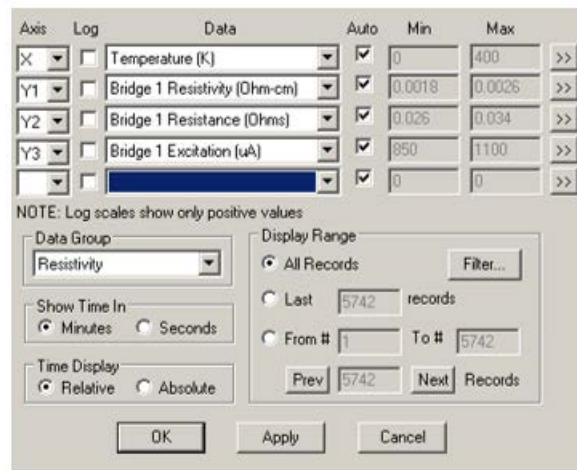 Axis Log Data Auto Min Max
X Temperature (K) 0 400 >>
Y1 Bridge 1 Resistivity (Ohm-cm) 0.0018 0.0026 >>
Y2 Bridge 1 Resistance (Ohms) 0.026 0.034 >>
Y3 Bridge 1 Excitation (uA) 850 1100 >>
0 0 >>
NOTE: Log scales show only positive values
Data Group
Resistivity
Show Time In
Minutes Seconds
Time Display
Relative Absolute
Display Range
All Records Filter...
Last 5742 records
From # 1 To # 5742
Prev 5742 Next Records
OK Apply Cancel